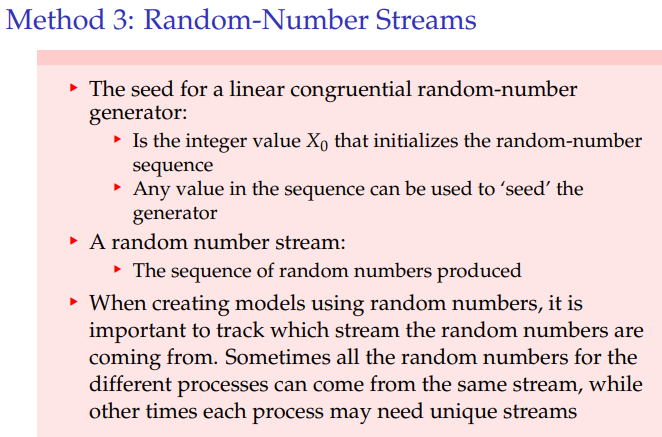 Method 3: Random-Number Streams
The seed for a linear congruential random-number
generator:
Is the integer value X₀ that initializes the random-number
sequence
Any value in the sequence can be used to ‘seed’ the
generator
A random number stream:
The sequence of random numbers produced
When creating models using random numbers, it is
important to track which stream the random numbers are
coming from. Sometimes all the random numbers for the
different processes can come from the same stream, while
other times each process may need unique streams